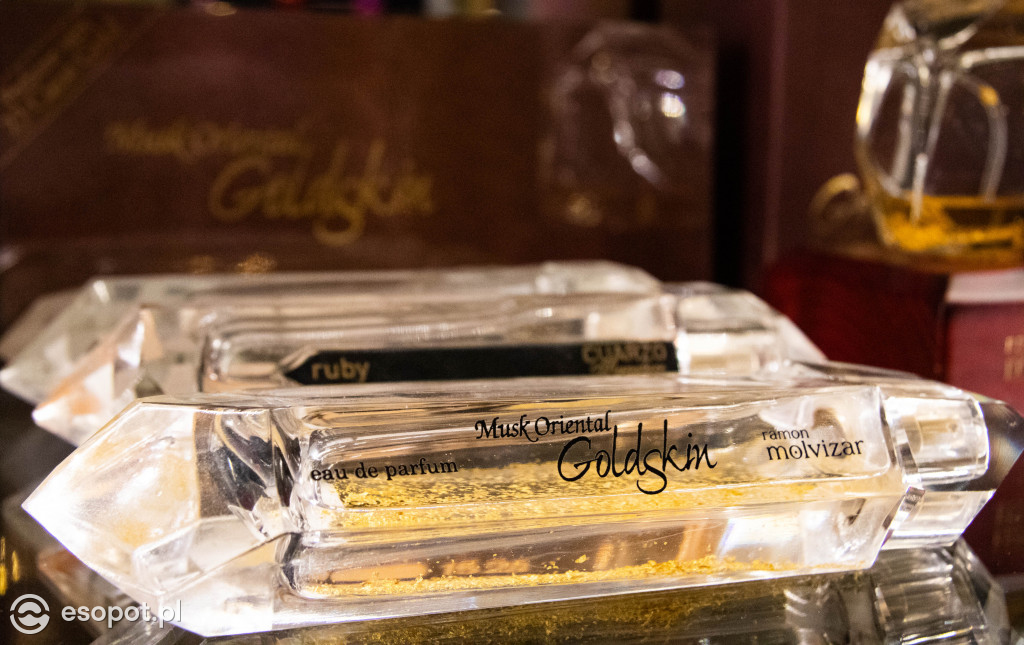 Musk Oriental
Goldskin
ruby
CUARZO
Musk Oriental
Goldskin
eau de parfum
ramon
molvizar
esopot.pl